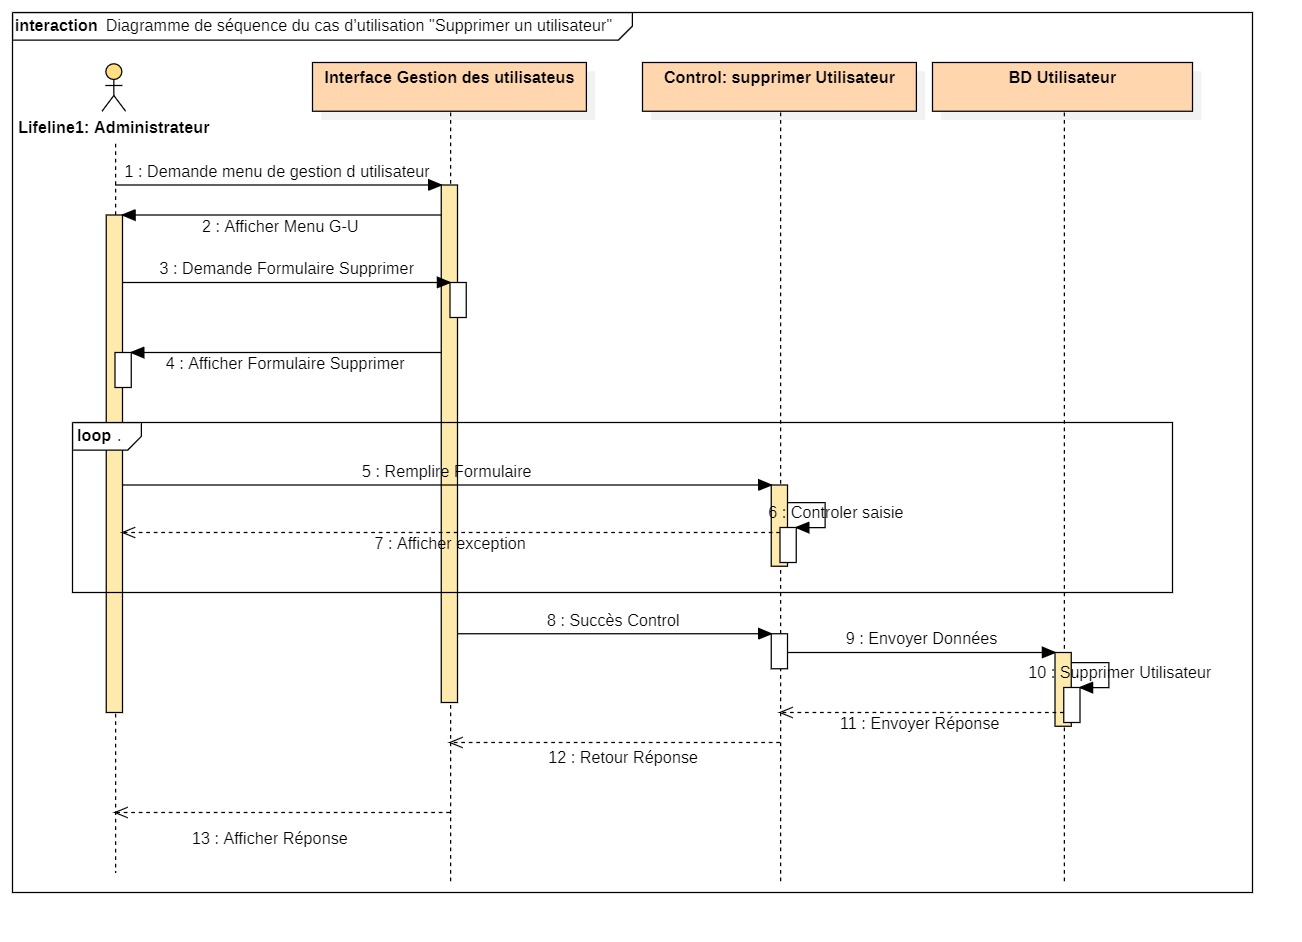 interaction Diagramme de séquence du cas d'utilisation "Supprimer un utilisateur"
Interface Gestion des utilisateus
Control: supprimer Utilisateur
BD Utilisateur
Lifeline1: Administrateur
1 : Demande menu de gestion d utilisateur
2 : Afficher Menu G-U
3 : Demande Formulaire Supprimer
4 : Afficher Formulaire Supprimer
loop .
5 : Remplire Formulaire
6 : Controler saisie
7 : Afficher exception
8 : Succès Control
9 : Envoyer Données
10 : Supprimer Utilisateur
11 : Envoyer Réponse
12 : Retour Réponse
13 : Afficher Réponse